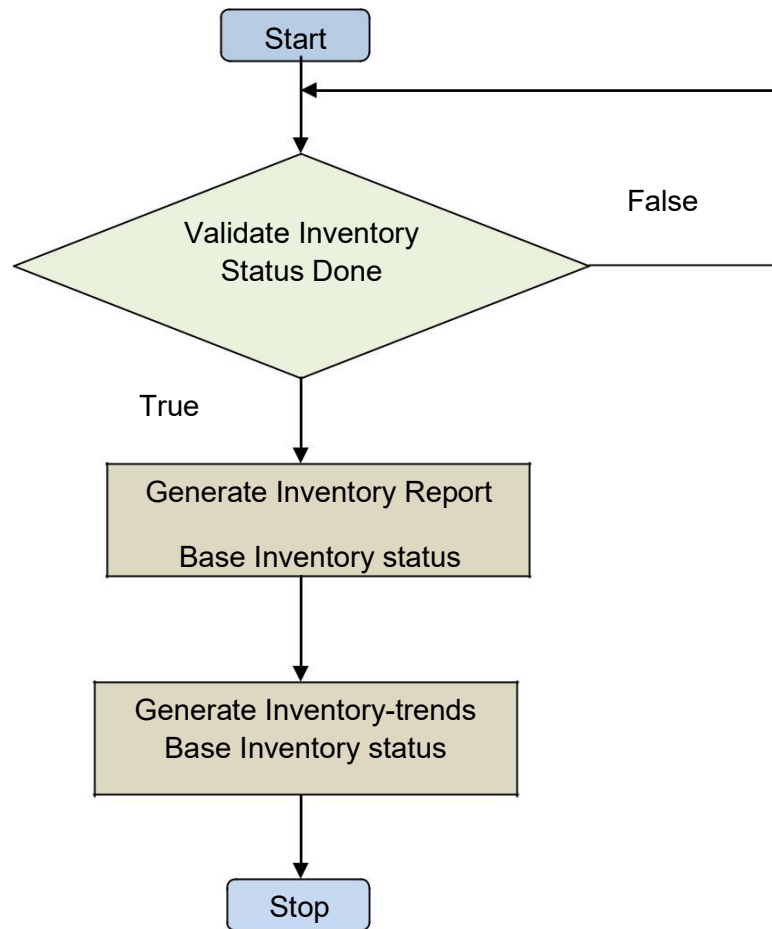 Start
False
Validate Inventory
Status Done
True
Generate Inventory Report
Base Inventory status
Generate Inventory-trends
Base Inventory status
Stop